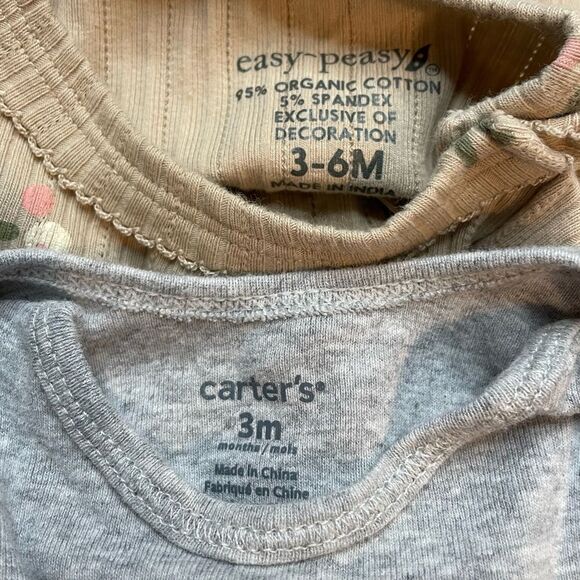 easy-peasy
95% ORGANIC COTTON
5% SPANDEX
EXCLUSIVE OF
DECORATION
3-6M
MADE IN INDIA
carter's®
3m
months / mois
Made in China
Fabriqué en Chine